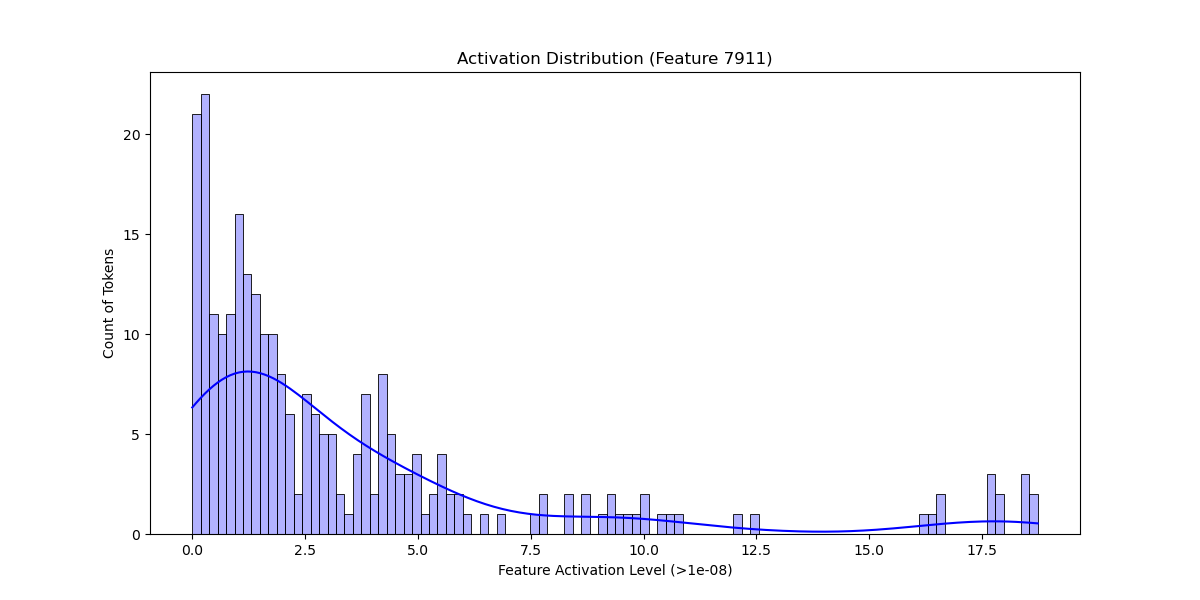 Activation Distribution (Feature 7911)
20
15
10
5
0
Count of Tokens
0.0 2.5 5.0 7.5 10.0 12.5 15.0 17.5
Feature Activation Level (>1e-08)